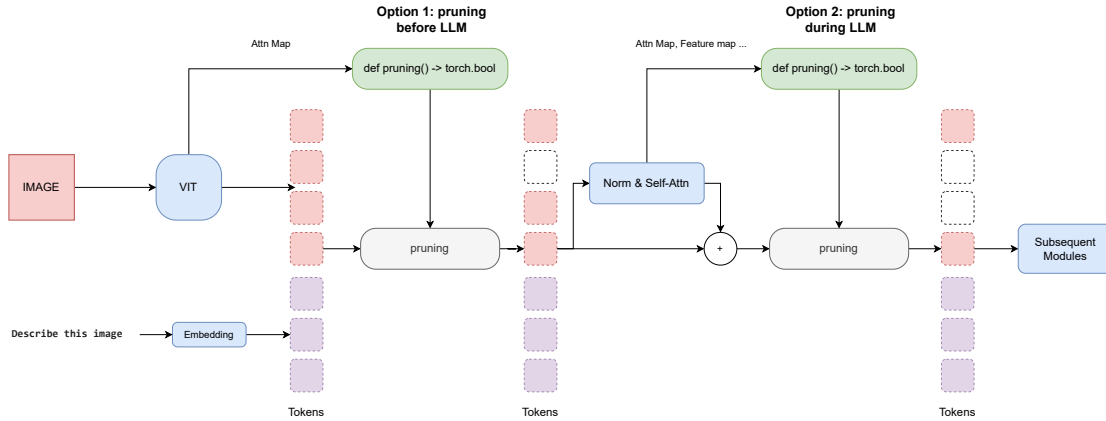 Option 1: pruning
before LLM
Option 2: pruning
during LLM
Attn Map
Attn Map, Feature map ...
def pruning() -> torch.bool
def pruning() -> torch.bool
IMAGE
VIT
Norm & Self-Attn
pruning
+
pruning
Subsequent
Modules
Describe this image
Embedding
Tokens
Tokens
Tokens